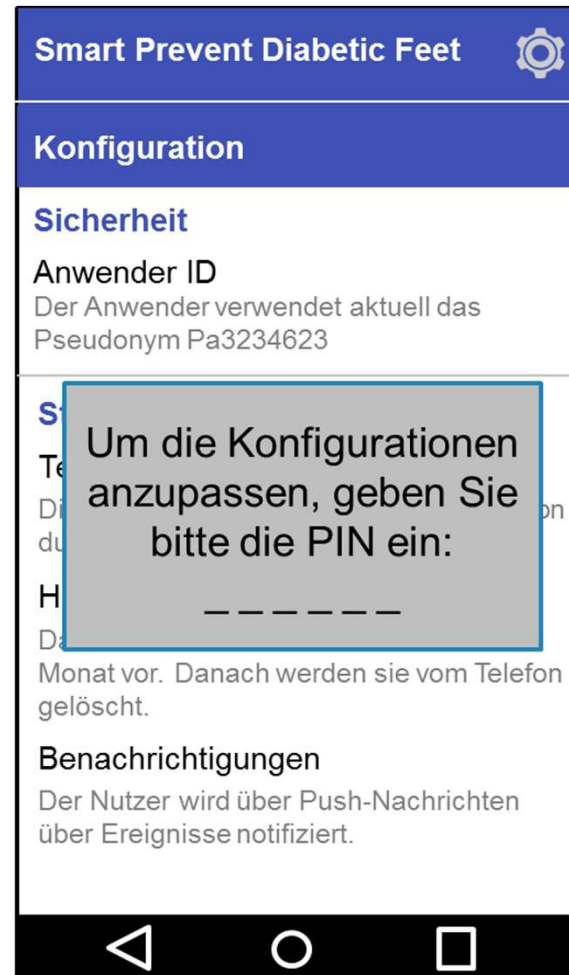 Smart Prevent Diabetic Feet
Konfiguration
Sicherheit
Anwender ID
Der Anwender verwendet aktuell das
Pseudonym Pa3234623
Um die Konfigurationen
anzupassen, geben Sie
bitte die PIN ein:
_ _ _ _ _ _
Monat vor. Danach werden sie vom Telefon
gelöscht.
Benachrichtigungen
Der Nutzer wird über Push-Nachrichten
über Ereignisse notifiziert.